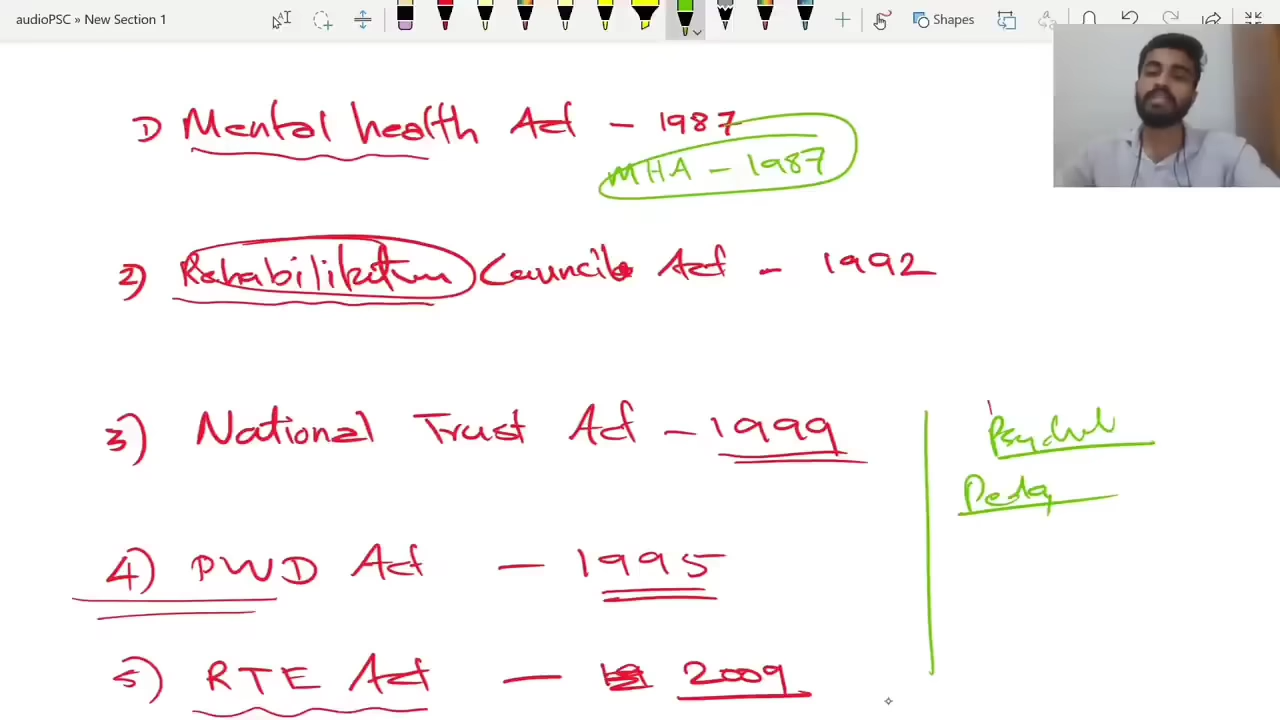 audioPSC » New Section 1
Shapes
1) Mental health Act - 1987
MHA - 1987
2) Rehabilitation Council Act - 1992
3) National Trust Act - 1999
4) PWD Act - 1995
5) RTE Act - 2009